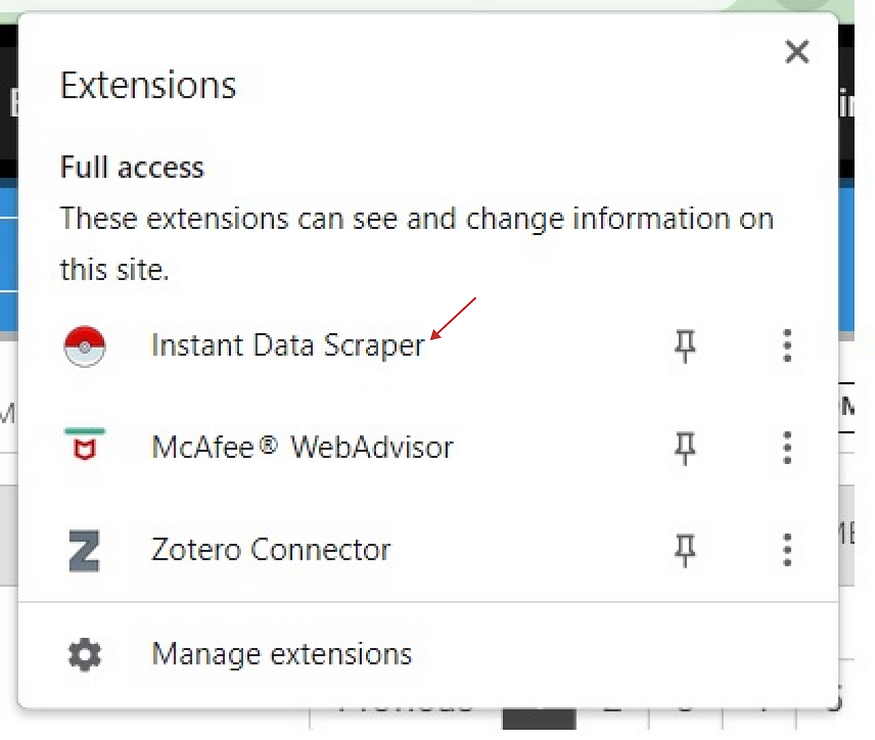 Extensions
Full access
These extensions can see and change information on
this site.
Instant Data Scraper
McAfee® WebAdvisor
Zotero Connector
Manage extensions